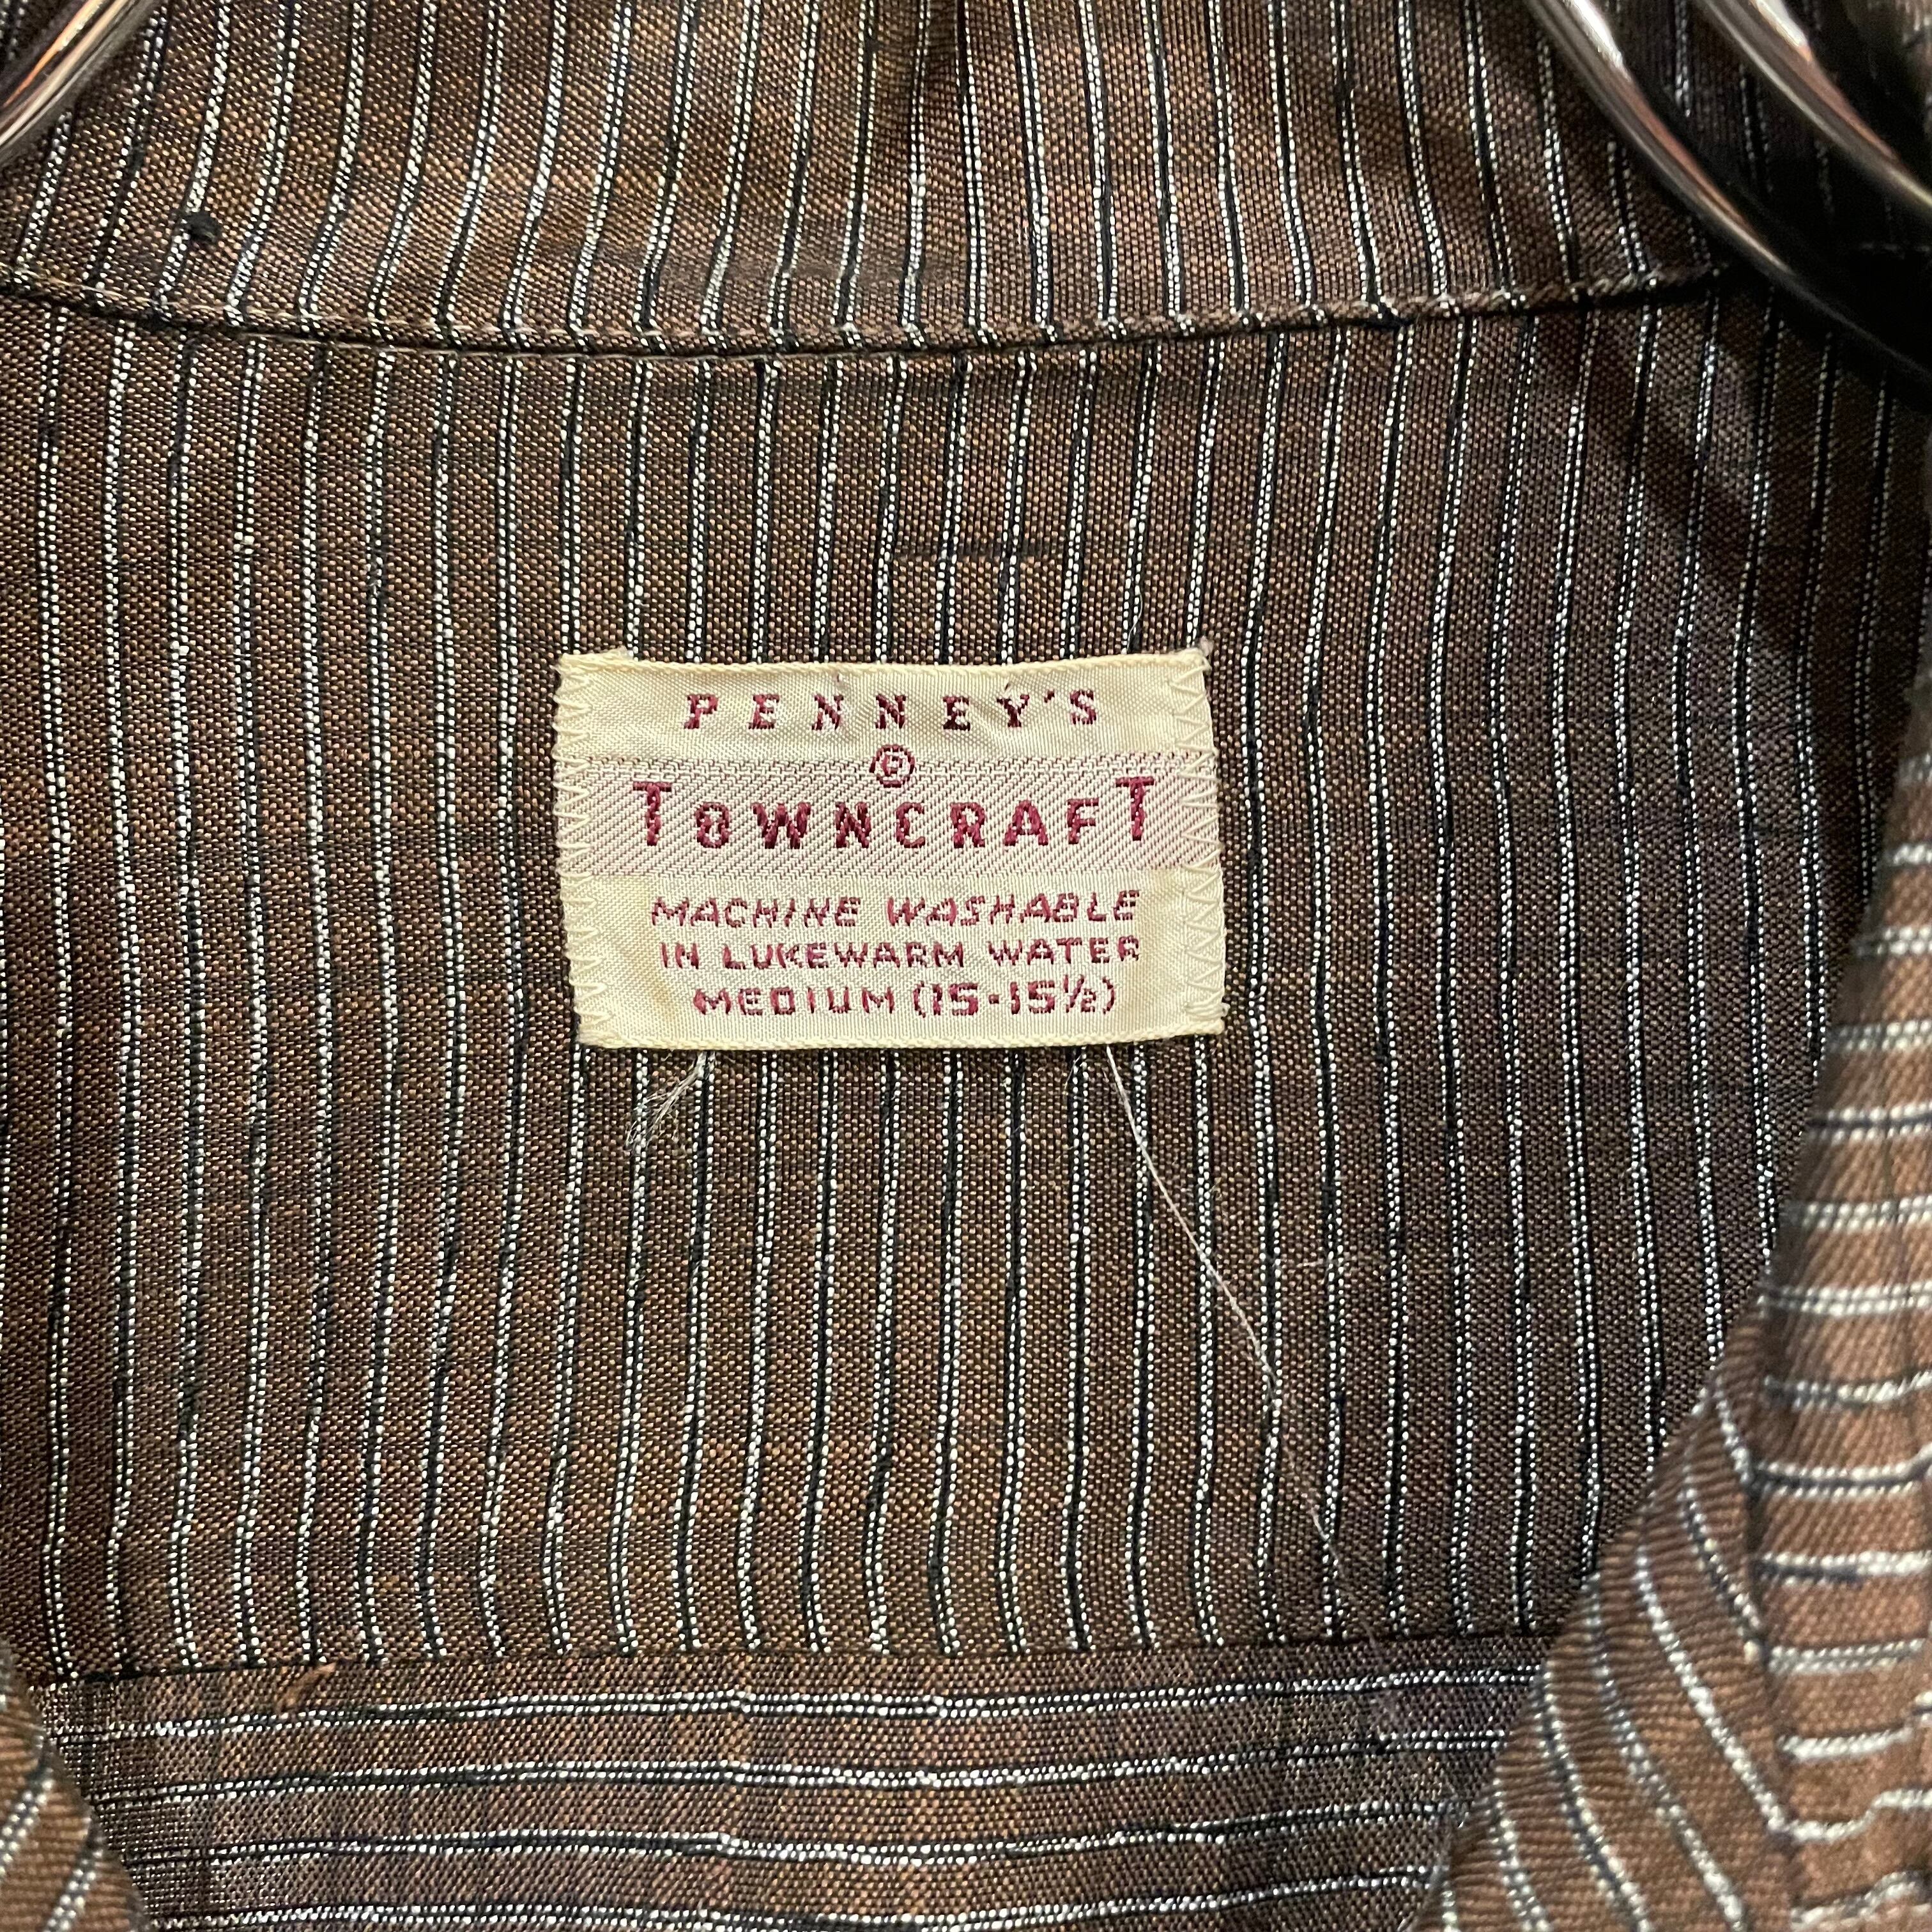 PENNEY'S
®
TOWNCRAFT
MACHINE WASHABLE
IN LUKEWARM WATER
MEDIUM (15-15½)